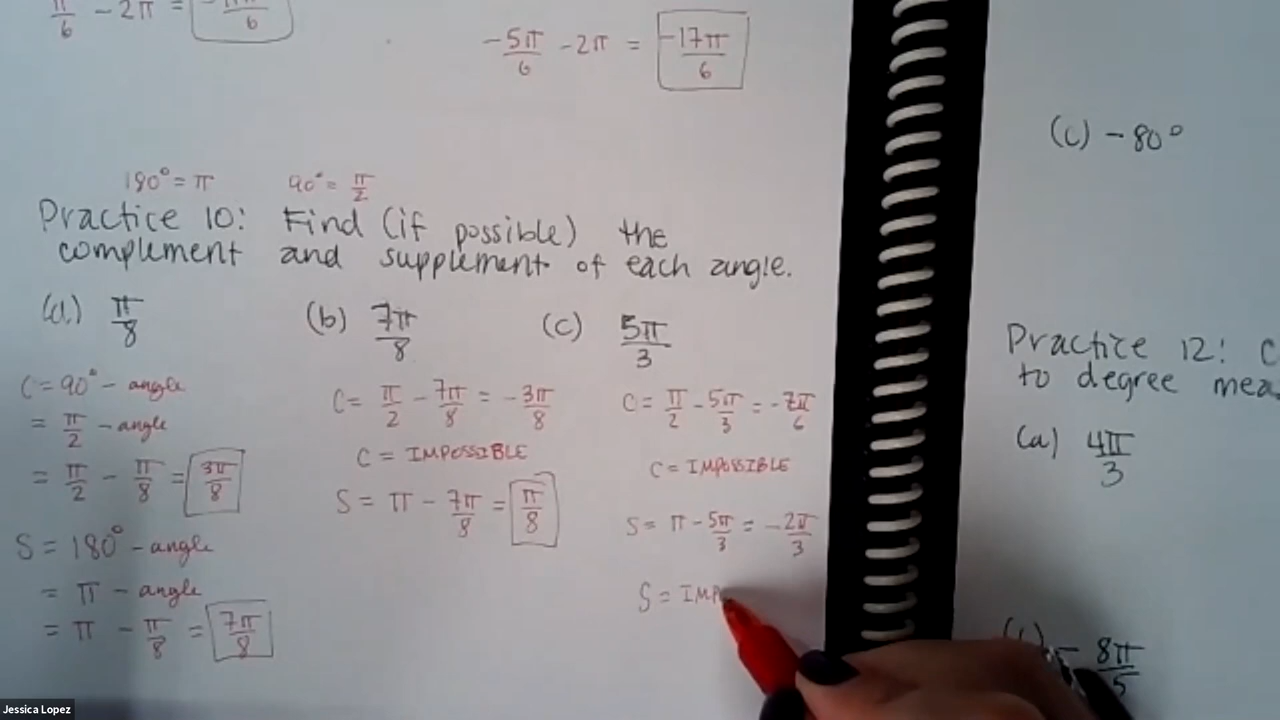 π/6 - 2π =
-5π/6 - 2π = -17π/6
180° = π 90° = π/2
Practice 10: Find (if possible) the
complement and supplement of each angle.
(a.) π/8 (b) 7π/8 (c) 5π/3
C = 90° - angle
= π/2 - angle
= π/2 - π/8 = 3π/8
S = 180° - angle
= π - angle
= π - π/8 = 7π/8
C = π/2 - 7π/8 = -3π/8
C = IMPOSSIBLE
S = π - 7π/8 = π/8
C = π/2 - 5π/3 = -7π/6
C = IMPOSSIBLE
S = π - 5π/3 = -2π/3
S = IMP
(c) -80°
Practice 12: C
to degree mea
(a) 4π/3
8π/5
Jessica Lopez